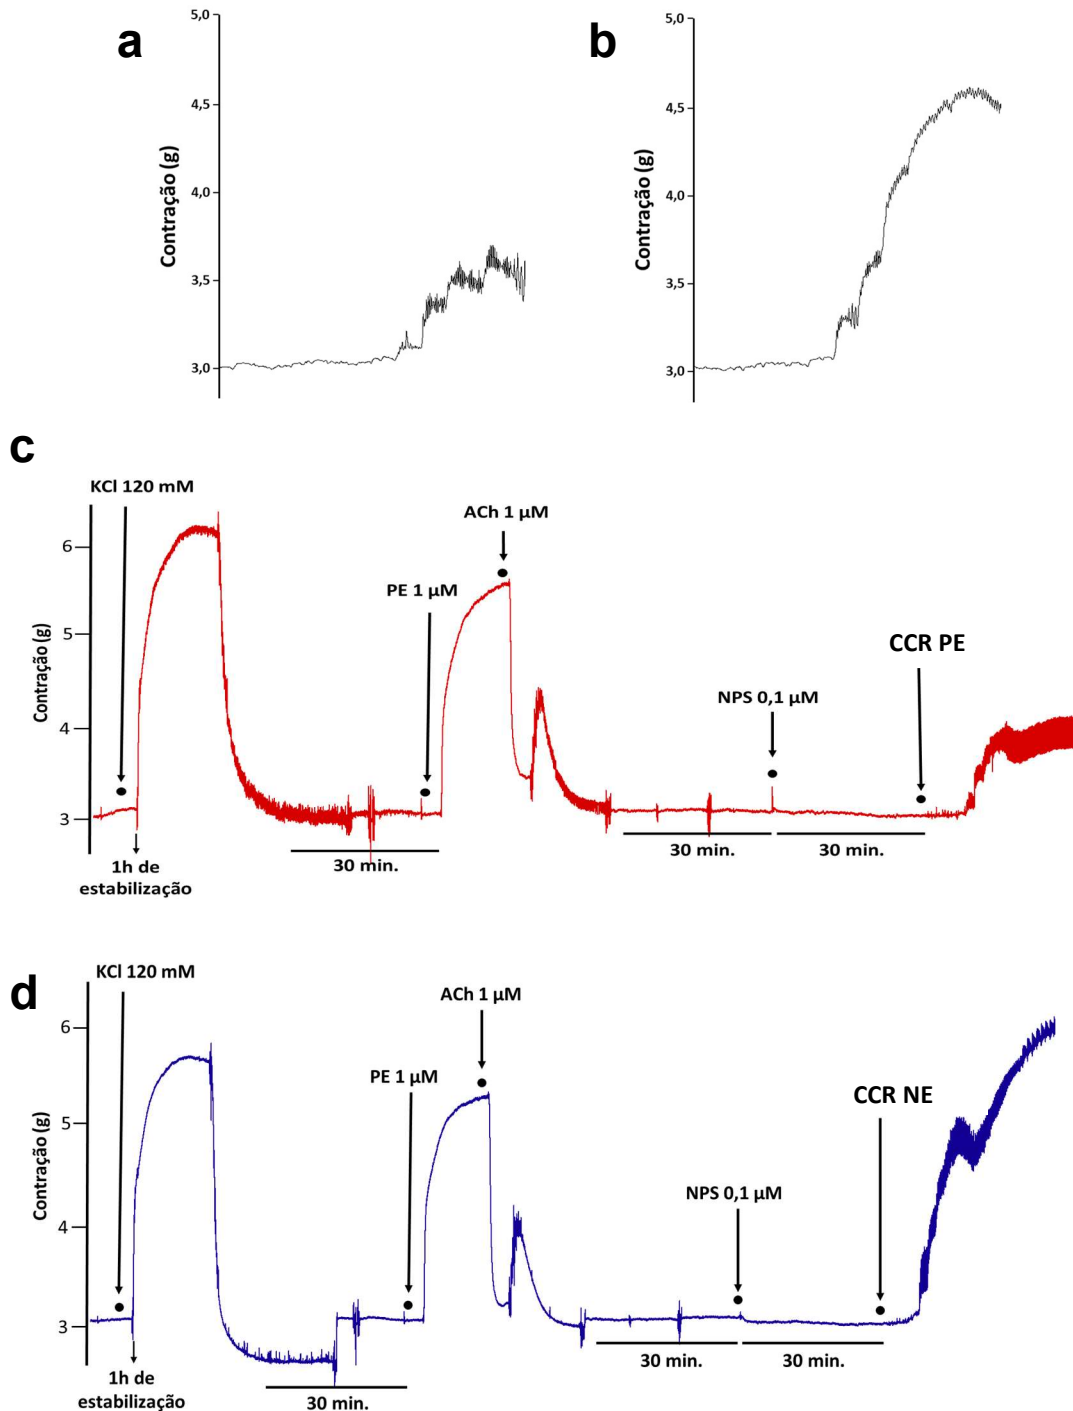 a
5,0
4,5
4,0
3,5
3,0
Contração (g)
b
5,0
4,5
4,0
3,5
3,0
Contração (g)
c
KCl 120 mM
ACh 1 µM
PE 1 µM
CCR PE
NPS 0,1 µM
6
5
4
3
Contração (g)
30 min.
30 min.
30 min.
1h de
estabilização
d
KCl 120 mM
ACh 1 µM
PE 1 µM
CCR NE
NPS 0,1 µM
6
5
4
3
Contração (g)
30 min.
30 min.
30 min.
1h de
estabilização